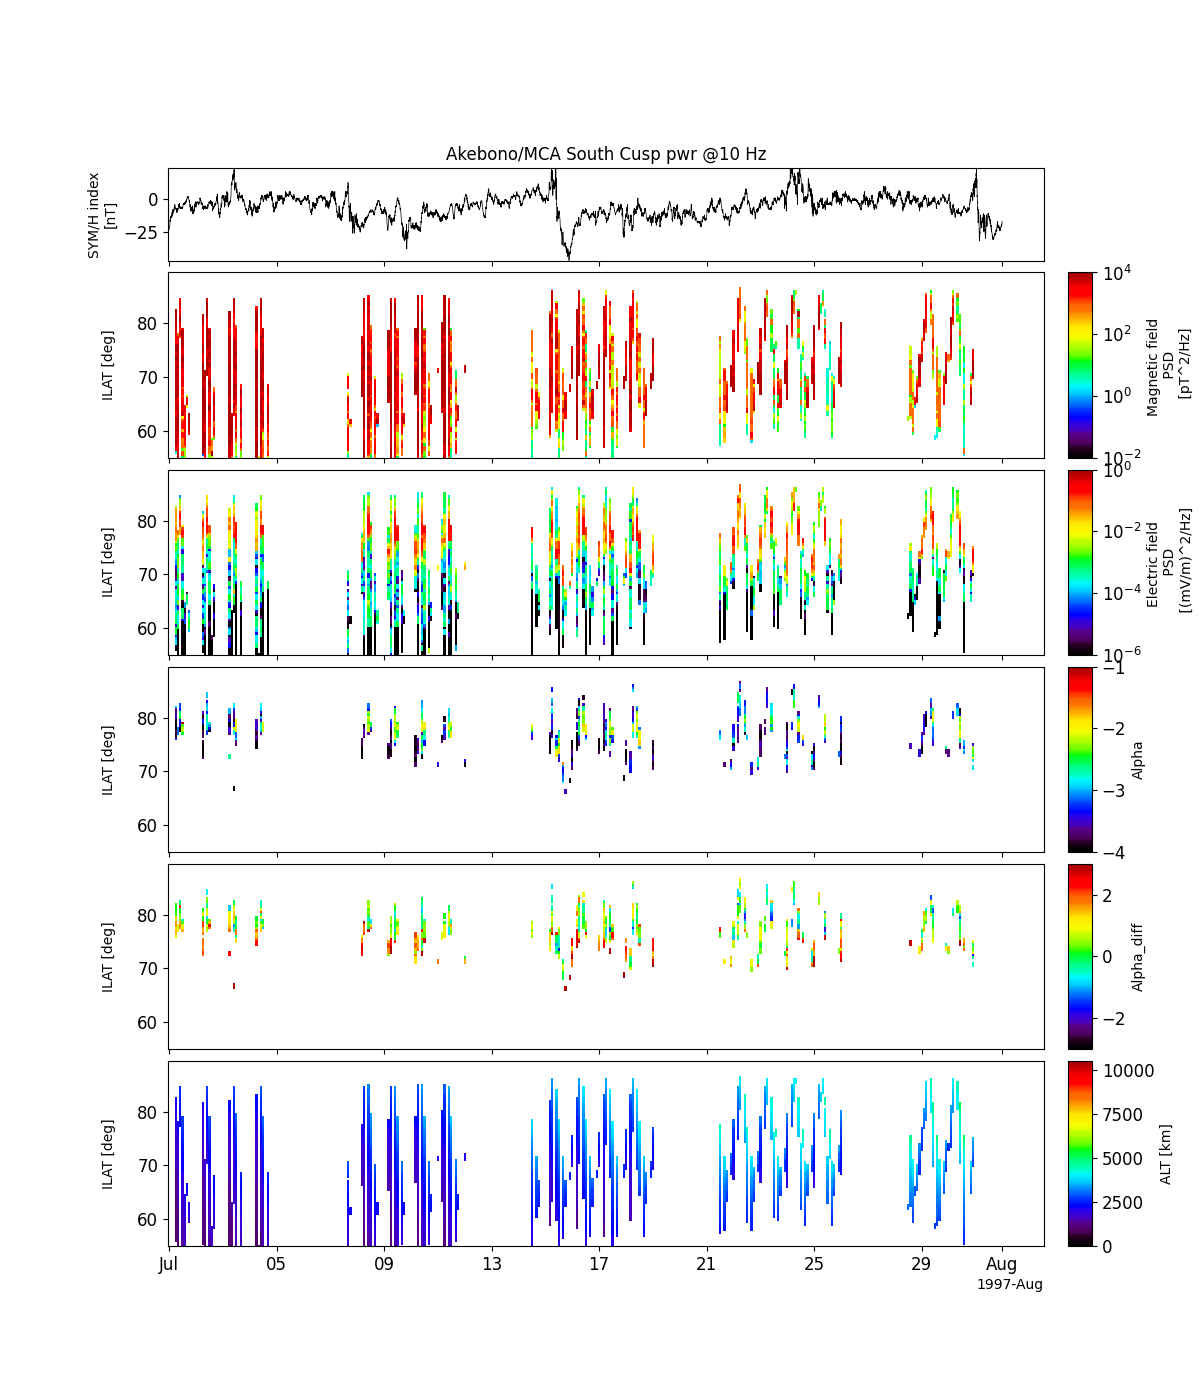 Akebono/MCA South Cusp pwr @10 Hz
SYM/H index
[nT]
0
−25
ILAT [deg]
80
70
60
10^4
10^2
10^0
10^−2
Magnetic field
PSD
[pT^2/Hz]
ILAT [deg]
80
70
60
10^0
10^−2
10^−4
10^−6
Electric field
PSD
[(mV/m)^2/Hz]
ILAT [deg]
80
70
60
−1
−2
−3
−4
Alpha
ILAT [deg]
80
70
60
2
0
−2
Alpha_diff
ILAT [deg]
80
70
60
10000
7500
5000
2500
0
ALT [km]
Jul 05 09 13 17 21 25 29 Aug
1997-Aug